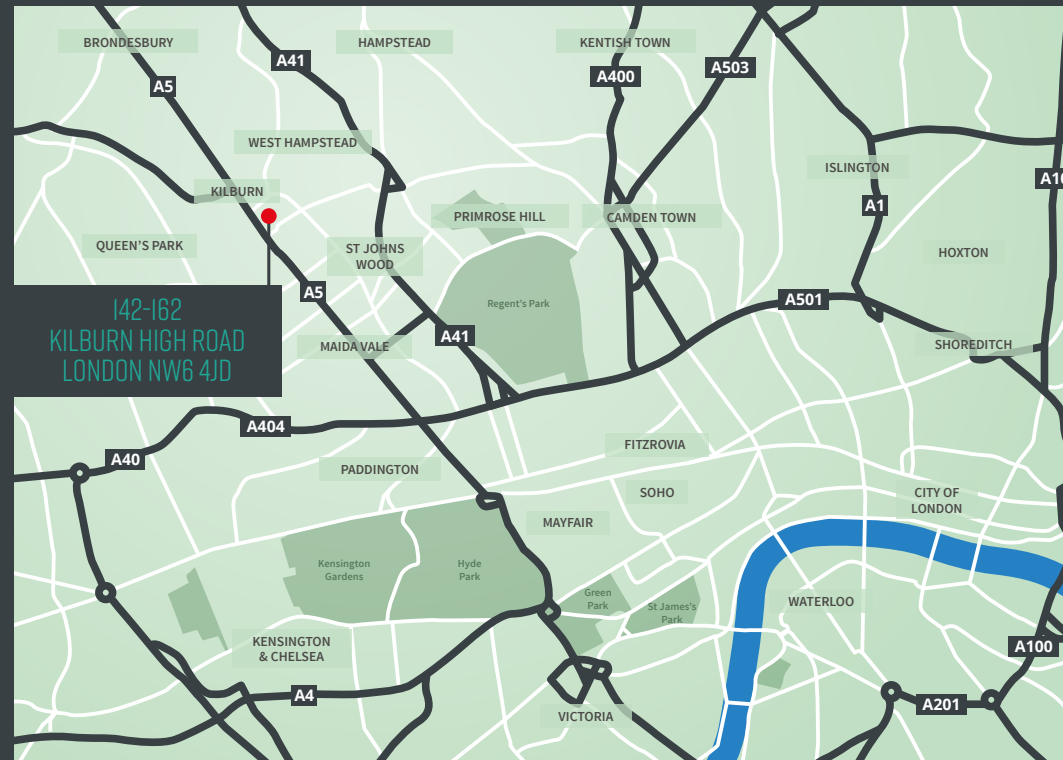 BRONDESBURY
HAMPSTEAD
KENTISH TOWN
A41
A503
A400
A5
WEST HAMPSTEAD
ISLINGTON
A10
KILBURN
A1
PRIMROSE HILL
CAMDEN TOWN
QUEEN'S PARK
ST JOHNS
WOOD
HOXTON
A5
A501
Regent's Park
142-162
KILBURN HIGH ROAD
LONDON NW6 4JD
A41
MAIDA VALE
SHOREDITCH
A404
FITZROVIA
A40
PADDINGTON
SOHO
CITY OF
LONDON
MAYFAIR
Kensington
Gardens
Hyde
Park
Green
Park
St James's
Park
WATERLOO
KENSINGTON
& CHELSEA
A100
A4
A201
VICTORIA